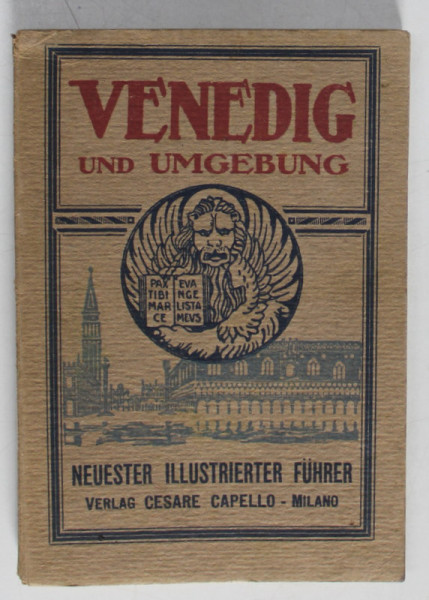 VENEDIG
UND UMGEBUNG
PAX EVA
TIBI NGE
MAR LISTA
CE MEVS
NEUESTER ILLUSTRIERTER FÜHRER
VERLAG CESARE CAPELLO - MILANO